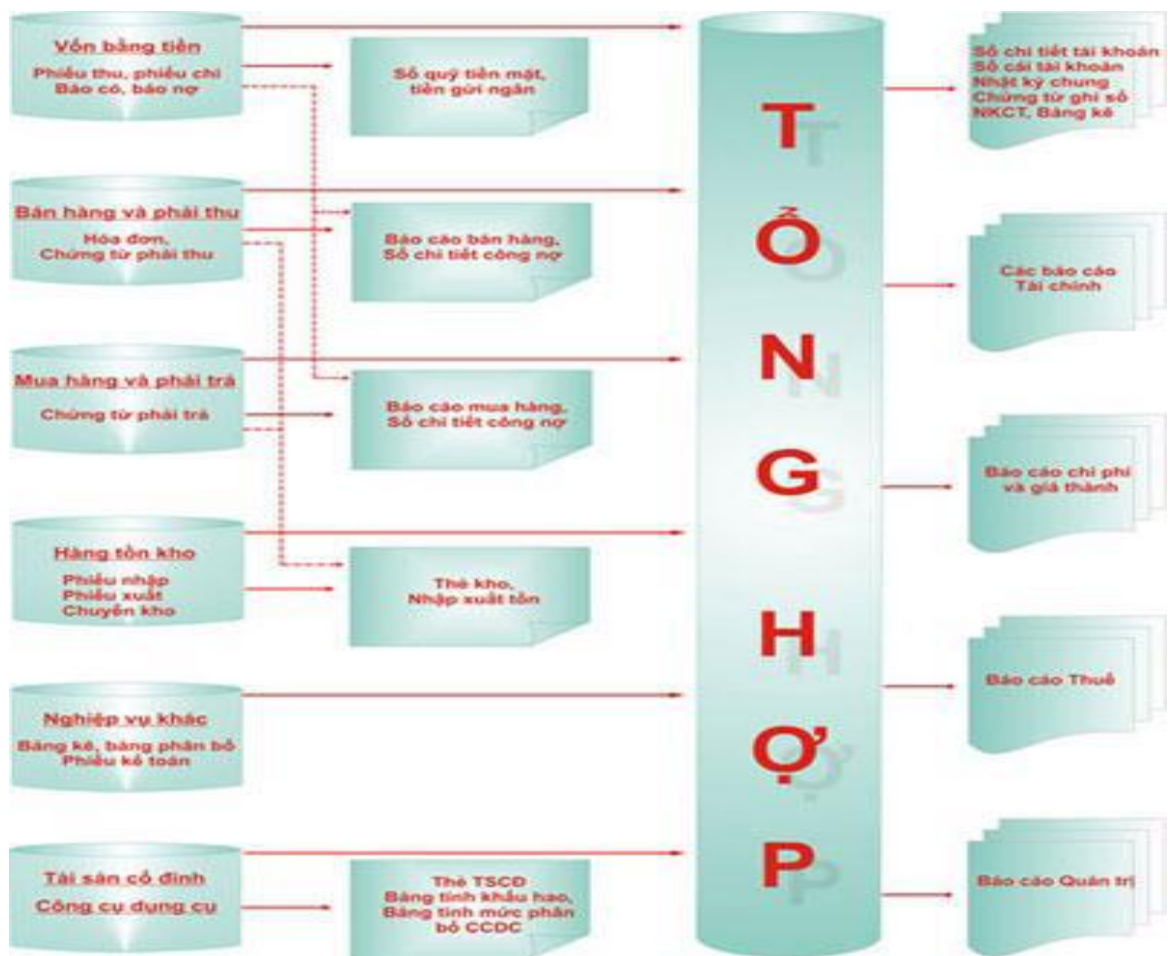 Vốn bằng tiền
Phiếu thu, phiếu chi
Báo có, báo nợ
Sổ quỹ tiền mặt,
tiền gửi ngân
Bán hàng và phải thu
Hóa đơn,
Chứng từ phải thu
Báo cáo bán hàng,
Sổ chi tiết công nợ
Mua hàng và phải trả
Chứng từ phải trả
Báo cáo mua hàng,
Sổ chi tiết công nợ
Hàng tồn kho
Phiếu nhập
Phiếu xuất
Chuyển kho
Thẻ kho,
Nhập xuất tồn
Nghiệp vụ khác
Bảng kê, bảng phân bổ
Phiếu kế toán
Tài sản cố định
Công cụ dụng cụ
Thẻ TSCĐ
Bảng tính khấu hao,
Bảng tính mức phân
bổ CCDC
T
Ổ
N
G
H
Ợ
P
Sổ chi tiết tài khoản
Sổ cái tài khoản
Nhật ký chung
Chứng từ ghi sổ
NKCT, Bảng kê
Các báo cáo
Tài chính
Báo cáo chi phí
và giá thành
Báo cáo Thuế
Báo cáo Quản trị